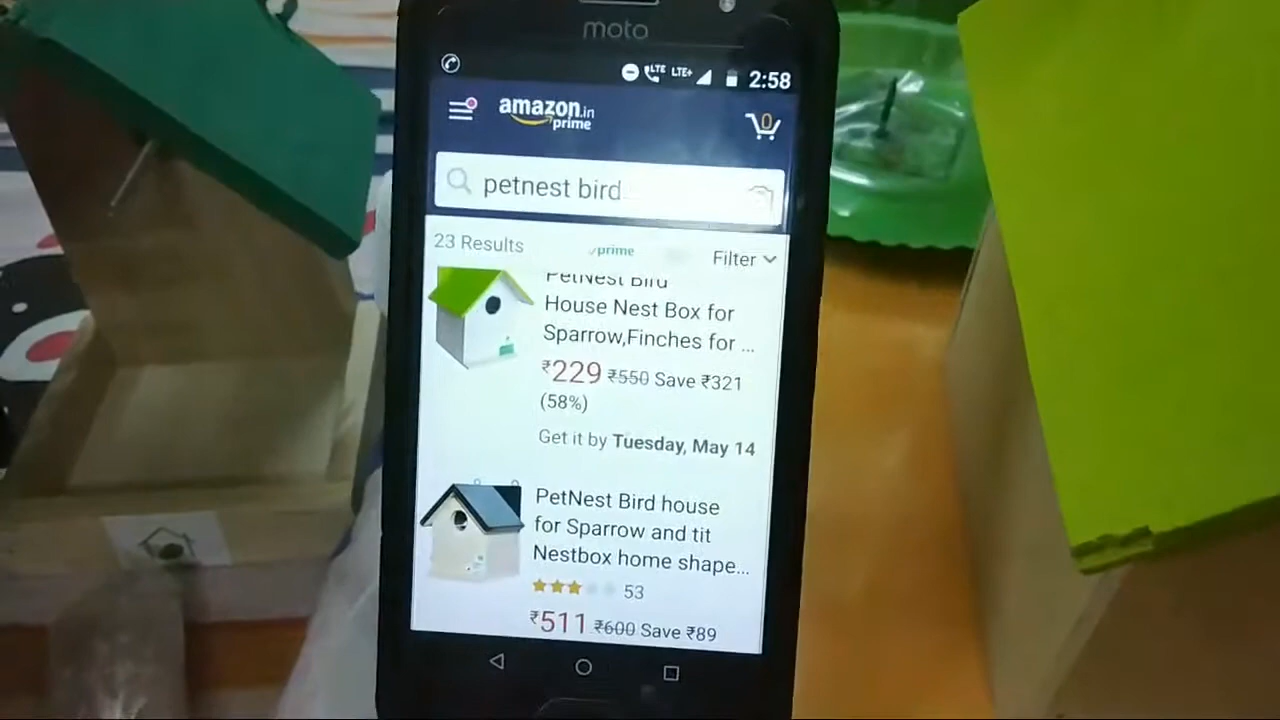 moto
LTE LTE+ 2:58
amazon.in
prime
0
petnest bird
23 Results
prime
Filter
PetNest Bird
House Nest Box for
Sparrow,Finches for ...
₹229 ₹550 Save ₹321
(58%)
Get it by Tuesday, May 14
PetNest Bird house
for Sparrow and tit
Nestbox home shape...
53
₹511 ₹600 Save ₹89